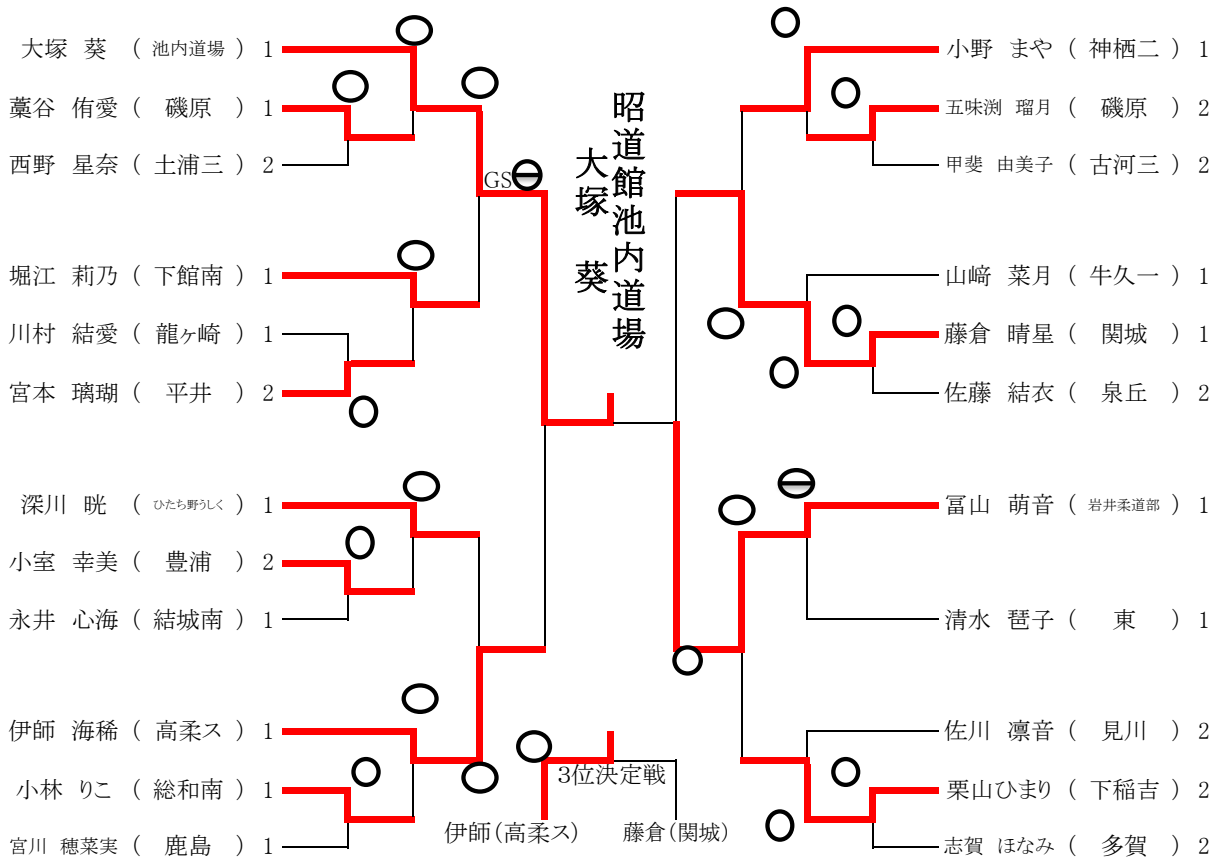 大塚 葵 ( 池内道場 ) 1
藁谷 侑愛 ( 磯原 ) 1
西野 星奈 ( 土浦三 ) 2
堀江 莉乃 ( 下館南 ) 1
川村 結愛 ( 龍ヶ崎 ) 1
宮本 璃瑚 ( 平井 ) 2
深川 晄 ( ひたち野うしく ) 1
小室 幸美 ( 豊浦 ) 2
永井 心海 ( 結城南 ) 1
伊師 海稀 ( 高柔ス ) 1
小林 りこ ( 総和南 ) 1
宮川 穂菜実 ( 鹿島 ) 1
GS
昭道館池内道場
大塚 葵
3位決定戦
伊師(高柔ス)
藤倉(関城)
小野 まや ( 神栖二 ) 1
五味渕 瑠月 ( 磯原 ) 2
甲斐 由美子 ( 古河三 ) 2
山﨑 菜月 ( 牛久一 ) 1
藤倉 晴星 ( 関城 ) 1
佐藤 結衣 ( 泉丘 ) 2
冨山 萌音 ( 岩井柔道部 ) 1
清水 琶子 ( 東 ) 1
佐川 凛音 ( 見川 ) 2
栗山ひまり ( 下稲吉 ) 2
志賀 ほなみ ( 多賀 ) 2